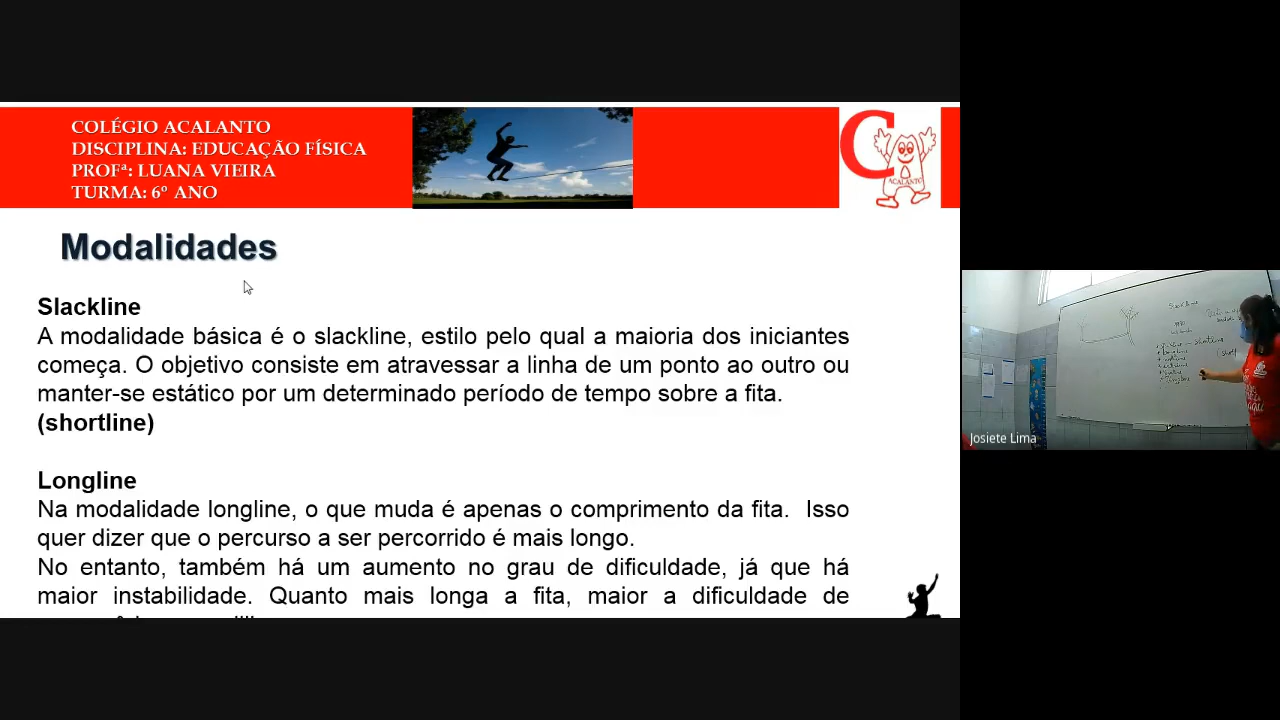 COLÉGIO ACALANTO
DISCIPLINA: EDUCAÇÃO FÍSICA
PROFª: LUANA VIEIRA
TURMA: 6º ANO
C
ACALANTO
Modalidades
Slackline
A modalidade básica é o slackline, estilo pelo qual a maioria dos iniciantes
começa. O objetivo consiste em atravessar a linha de um ponto ao outro ou
manter-se estático por um determinado período de tempo sobre a fita.
(shortline)
Longline
Na modalidade longline, o que muda é apenas o comprimento da fita.  Isso
quer dizer que o percurso a ser percorrido é mais longo.
No entanto, também há um aumento no grau de dificuldade, já que há
maior instabilidade. Quanto mais longa a fita, maior a dificuldade de
Josiete Lima